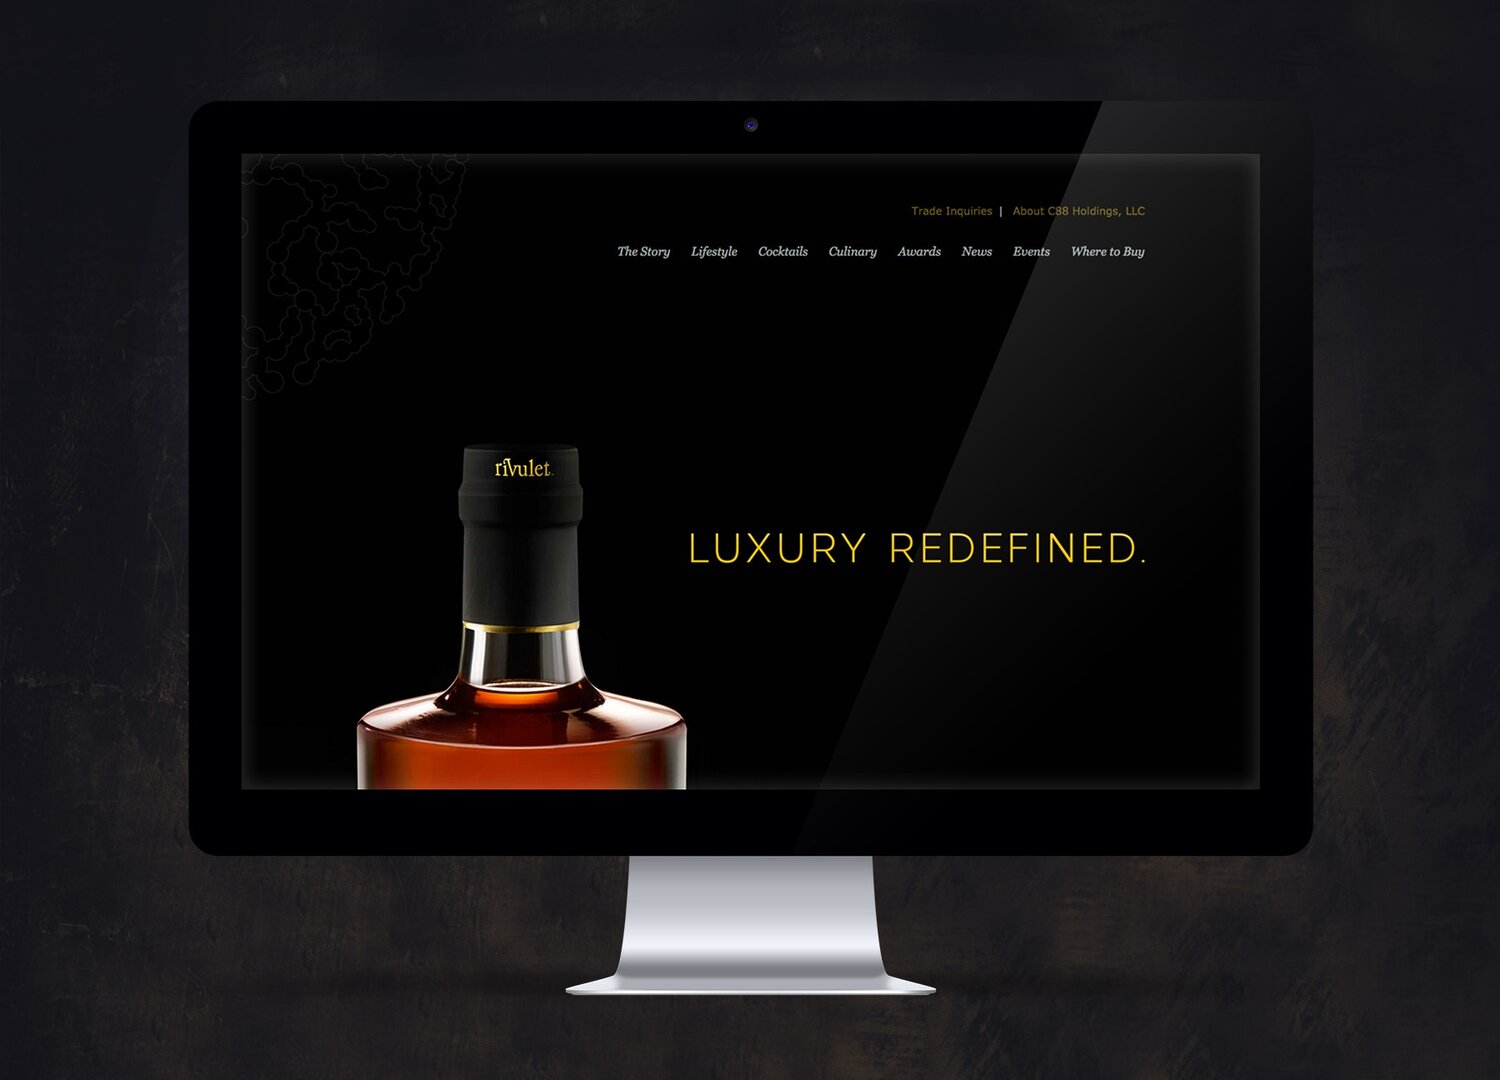 Trade Inquiries | About C88 Holdings, LLC
The Story Lifestyle Cocktails Culinary Awards News Events Where to Buy
rivulet
LUXURY REDEFINED.